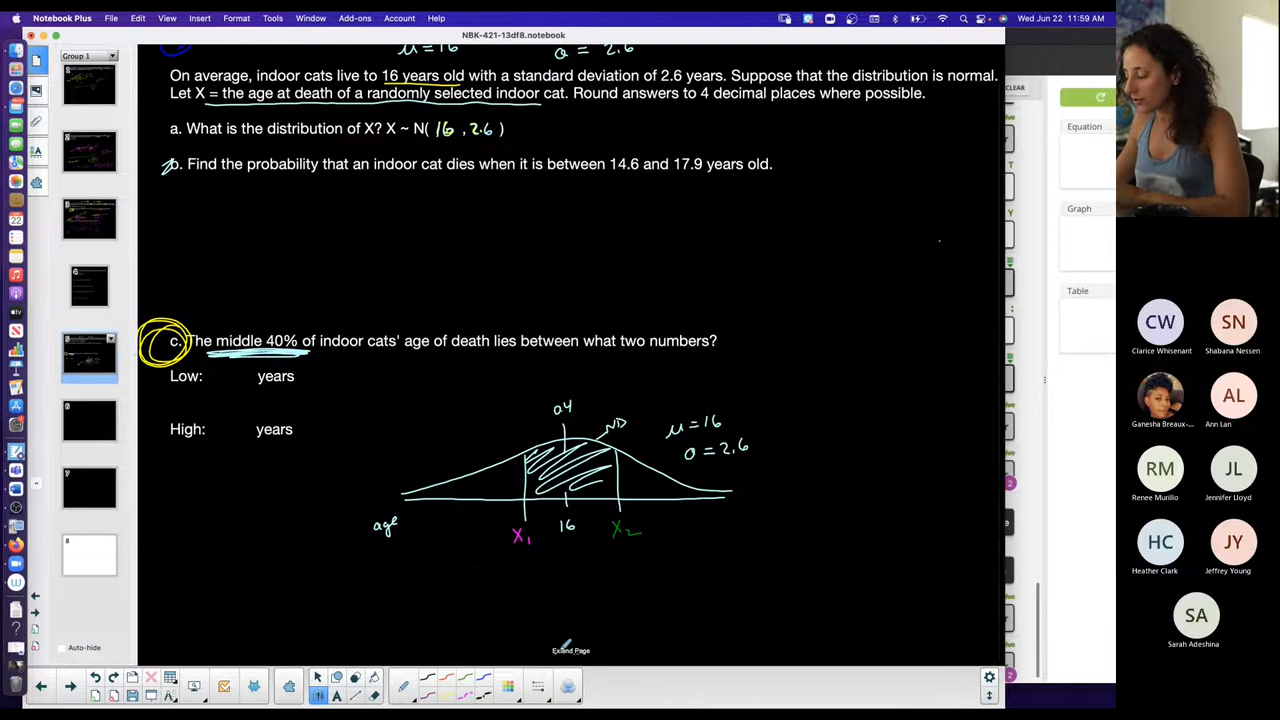 Notebook Plus File Edit View Insert Format Tools Window Add-ons Account Help Wed Jun 22 11:59 AM
NBK-421-13df8.notebook
Group 1
μ = 16 σ = 2.6
On average, indoor cats live to 16 years old with a standard deviation of 2.6 years. Suppose that the distribution is normal.
Let X = the age at death of a randomly selected indoor cat. Round answers to 4 decimal places where possible.
a. What is the distribution of X? X ~ N( 16 , 2.6 )
b. Find the probability that an indoor cat dies when it is between 14.6 and 17.9 years old.
c. The middle 40% of indoor cats' age of death lies between what two numbers?
Low: years
High: years
μ = 16
σ = 2.6
ND
age
X1 16 X2
Extend Page
Auto-hide
6
7
8
CLEAR
Equation
Graph
Table
CW
Clarice Whisenant
SN
Shabana Nessen
Ganesha Breaux-...
AL
Ann Lan
RM
Renee Murillo
JL
Jennifer Lloyd
HC
Heather Clark
JY
Jeffrey Young
SA
Sarah Adeshina